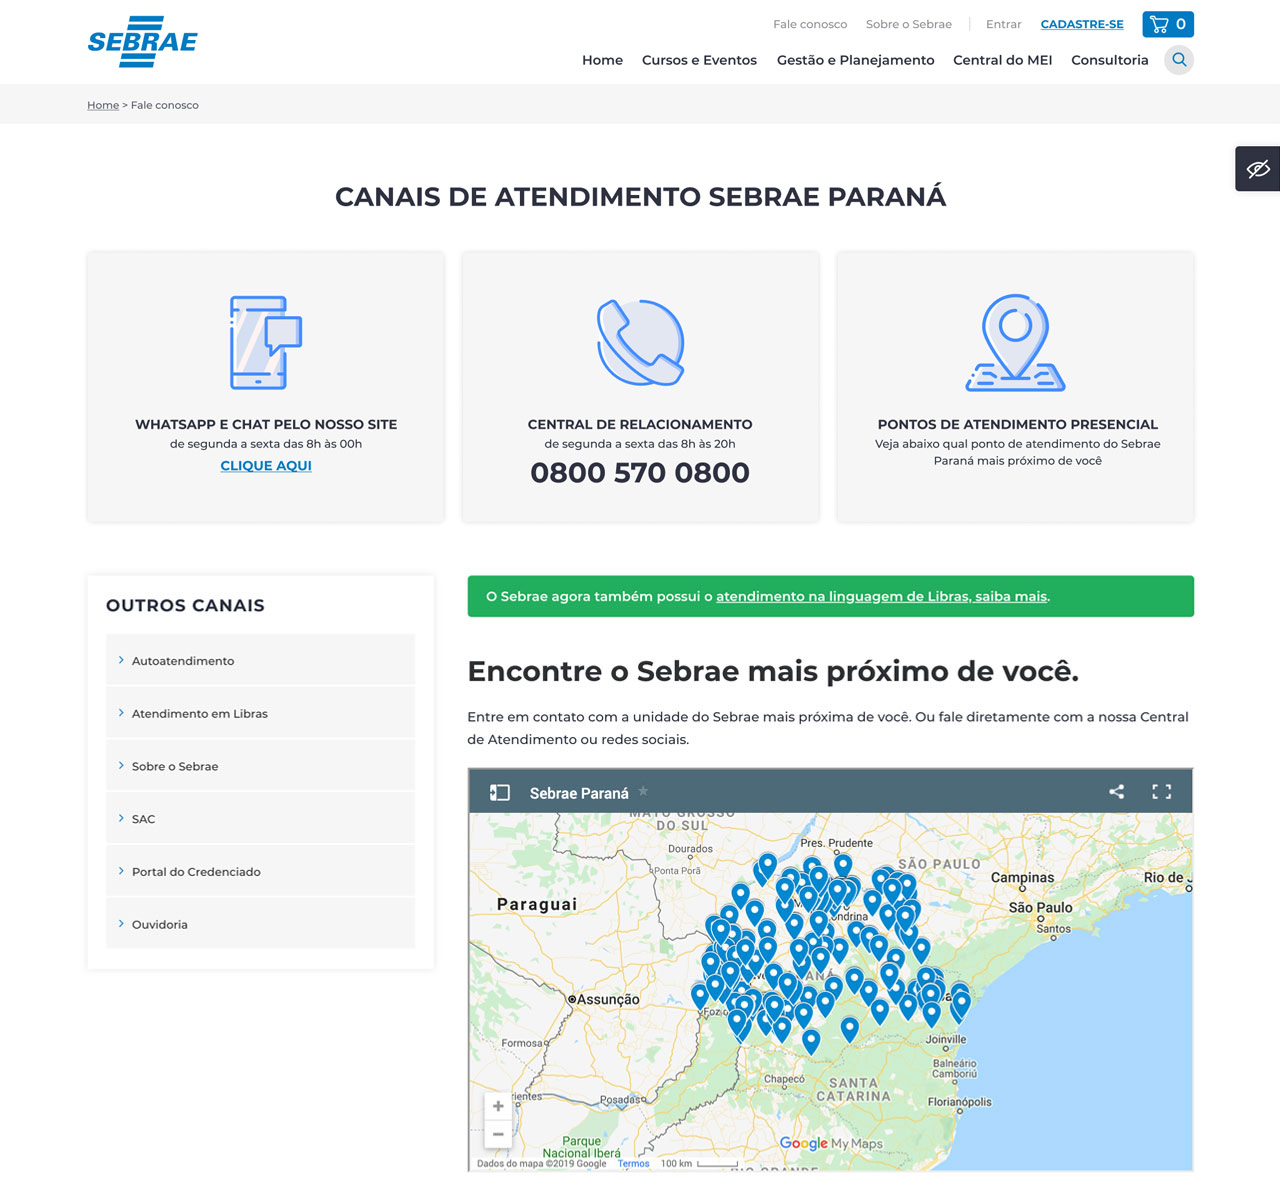 SEBRAE
Fale conosco Sobre o Sebrae Entrar CADASTRE-SE 0
Home Cursos e Eventos Gestão e Planejamento Central do MEI Consultoria
Home > Fale conosco
CANAIS DE ATENDIMENTO SEBRAE PARANÁ
WHATSAPP E CHAT PELO NOSSO SITE
de segunda a sexta das 8h às 00h
CLIQUE AQUI
CENTRAL DE RELACIONAMENTO
de segunda a sexta das 8h às 20h
0800 570 0800
PONTOS DE ATENDIMENTO PRESENCIAL
Veja abaixo qual ponto de atendimento do Sebrae
Paraná mais próximo de você
OUTROS CANAIS
Autoatendimento
Atendimento em Libras
Sobre o Sebrae
SAC
Portal do Credenciado
Ouvidoria
O Sebrae agora também possui o atendimento na linguagem de Libras, saiba mais.
Encontre o Sebrae mais próximo de você.
Entre em contato com a unidade do Sebrae mais próxima de você. Ou fale diretamente com a nossa Central
de Atendimento ou redes sociais.
Sebrae Paraná
MATO GROSSO
DO SUL
Pres. Prudente
Dourados
SÃO PAULO
Ponta Porã
Campinas
Rio de J
Paraguai
São Paulo
ondrina
Santos
ANÁ
Assunção
Foz
Joinville
Formosa
Balneário
Camboriú
Chapecó
SANTA
CATARINA
rientes
Posadas
Florianópolis
Parque
Nacional Iberá
Google My Maps
Dados do mapa ©2019 Google Termos 100 km
RIO GRANDE